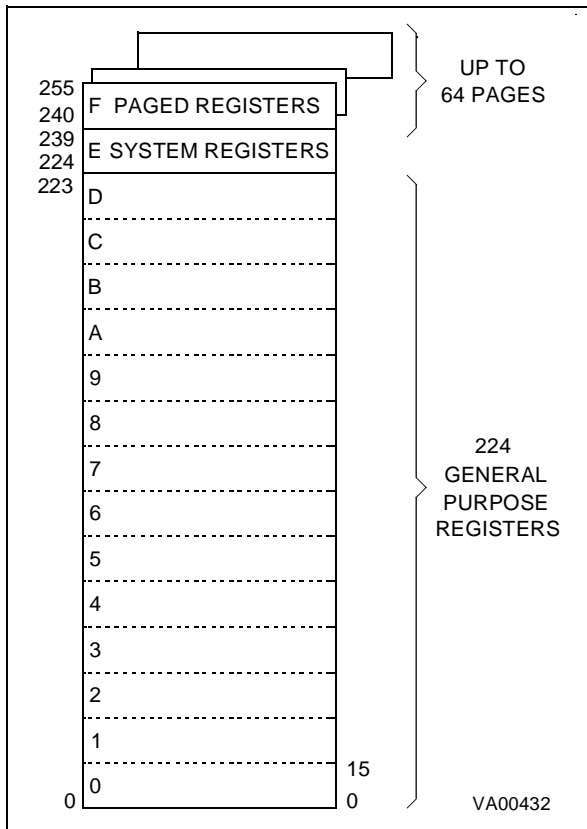 UP TO
64 PAGES
255
F PAGED REGISTERS
240
239
E SYSTEM REGISTERS
224
223
D
C
B
A
9
8
7
6
5
4
3
2
1
0
15
0
0
224
GENERAL
PURPOSE
REGISTERS
VA00432